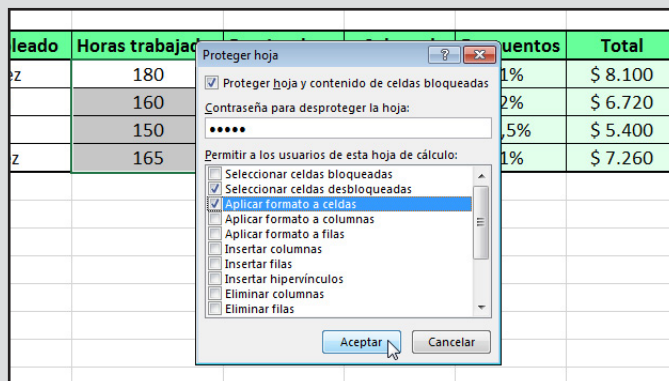 leado Horas trabajad uentos Total
ez 180 1% $ 8.100
160 2% $ 6.720
150 ,5% $ 5.400
ez 165 1% $ 7.260
Proteger hoja
Proteger hoja y contenido de celdas bloqueadas
Contraseña para desproteger la hoja:
•••••
Permitir a los usuarios de esta hoja de cálculo:
Seleccionar celdas bloqueadas
Seleccionar celdas desbloqueadas
Aplicar formato a celdas
Aplicar formato a columnas
Aplicar formato a filas
Insertar columnas
Insertar filas
Insertar hipervínculos
Eliminar columnas
Eliminar filas
Aceptar Cancelar